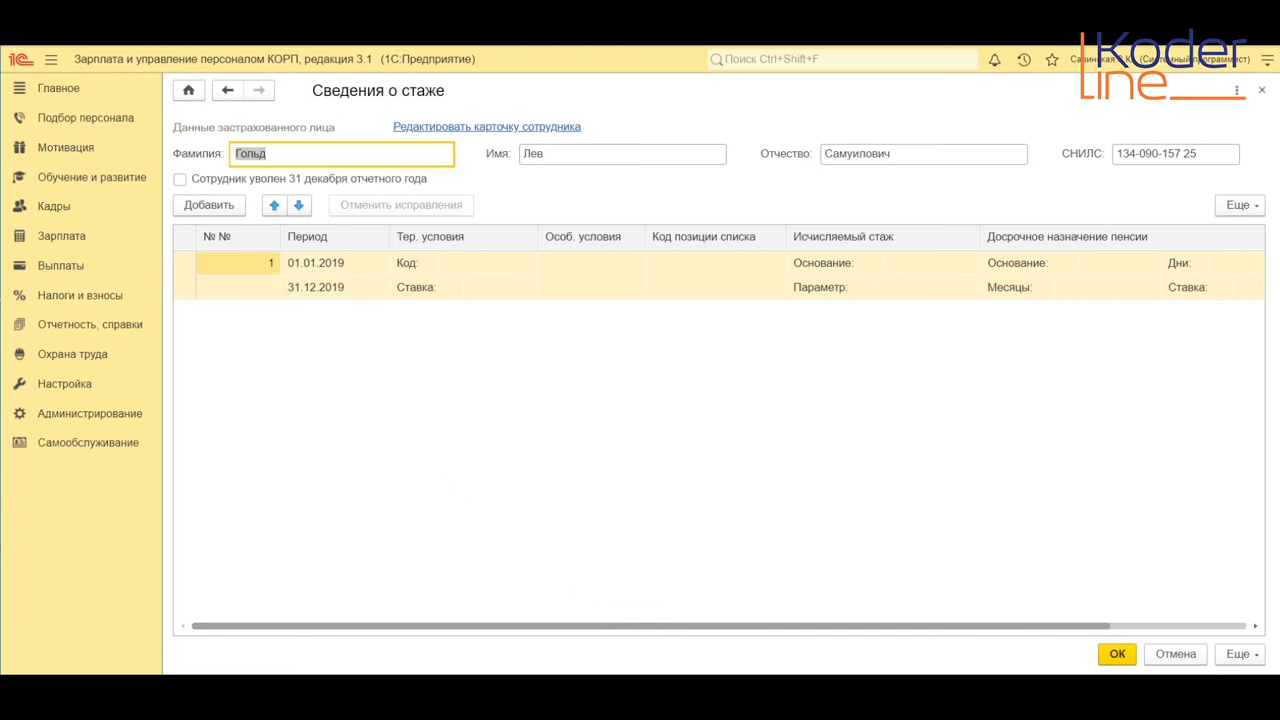 Koder
line
1С Зарплата и управление персоналом КОРП, редакция 3.1 (1С:Предприятие) Поиск Ctrl+Shift+F (Системный программист)
Главное
Подбор персонала
Мотивация
Обучение и развитие
Кадры
Зарплата
Выплаты
Налоги и взносы
Отчетность, справки
Охрана труда
Настройка
Администрирование
Самообслуживание
Сведения о стаже
Данные застрахованного лица Редактировать карточку сотрудника
Фамилия: Гольд Имя: Лев Отчество: Самуилович СНИЛС: 134-090-157 25
Сотрудник уволен 31 декабря отчетного года
Добавить Отменить исправления Еще
№ № Период Тер. условия Особ. условия Код позиции списка Исчисляемый стаж Досрочное назначение пенсии
1 01.01.2019 Код: Основание: Основание: Дни:
31.12.2019 Ставка: Параметр: Месяцы: Ставка:
ОК Отмена Еще